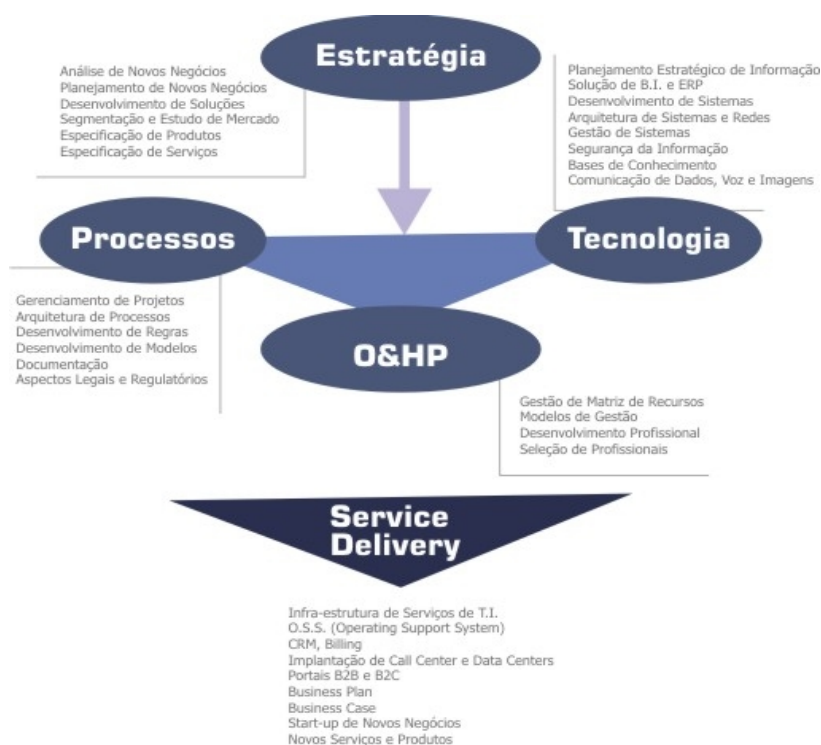 Estratégia
Análise de Novos Negócios
Planejamento de Novos Negócios
Desenvolvimento de Soluções
Segmentação e Estudo de Mercado
Especificação de Produtos
Especificação de Serviços
Planejamento Estratégico de Informação
Solução de B.I. e ERP
Desenvolvimento de Sistemas
Arquitetura de Sistemas e Redes
Gestão de Sistemas
Segurança da Informação
Bases de Conhecimento
Comunicação de Dados, Voz e Imagens
Processos
Tecnologia
Gerenciamento de Projetos
Arquitetura de Processos
Desenvolvimento de Regras
Desenvolvimento de Modelos
Documentação
Aspectos Legais e Regulatórios
O&HP
Gestão de Matriz de Recursos
Modelos de Gestão
Desenvolvimento Profissional
Seleção de Profissionais
Service
Delivery
Infra-estrutura de Serviços de T.I.
O.S.S. (Operating Support System)
CRM, Billing
Implantação de Call Center e Data Centers
Portais B2B e B2C
Business Plan
Business Case
Start-up de Novos Negócios
Novos Serviços e Produtos